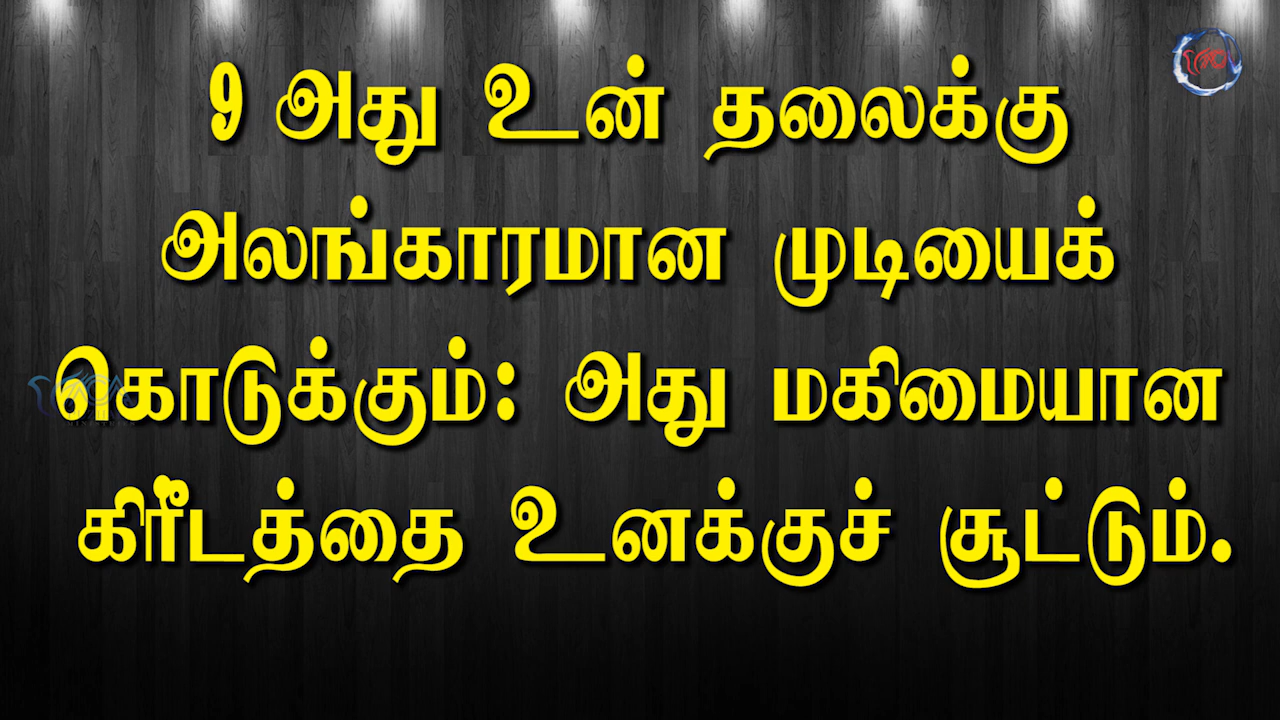 9 அது உன் தலைக்கு
அலங்காரமான முடியைக்
கொடுக்கும்: அது மகிமையான
கிரீடத்தை உனக்குச் சூட்டும்.